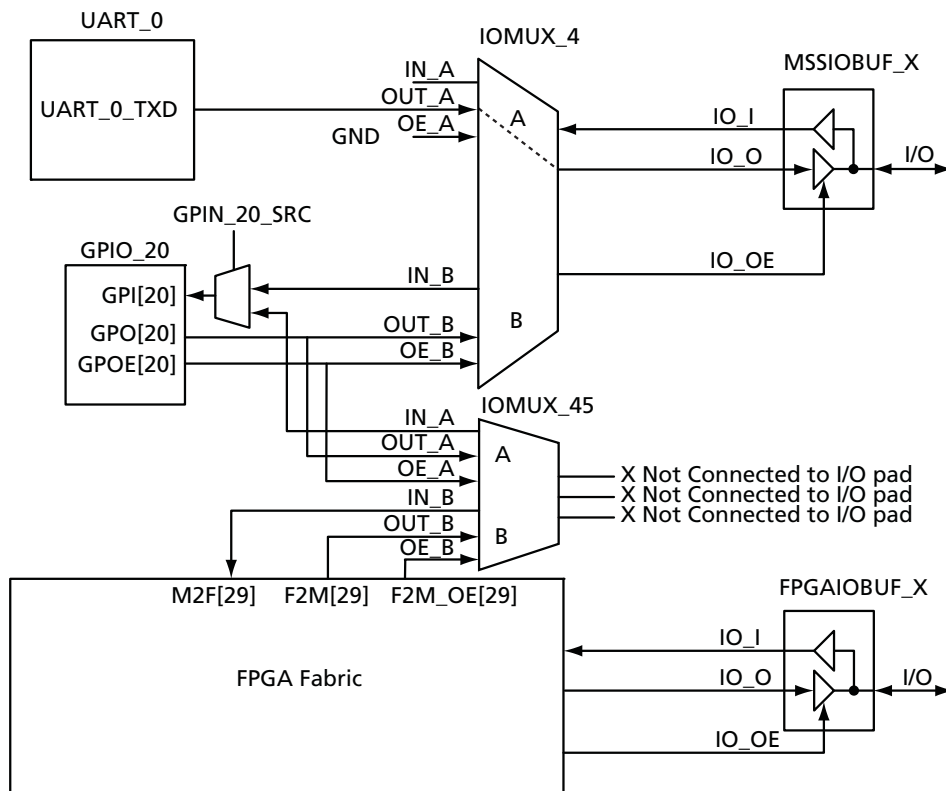 UART_0
IOMUX_4
MSSIOBUF_X
IN_A
UART_0_TXD
OUT_A
A
GND
OE_A
IO_I
IO_O
I/O
GPIN_20_SRC
GPIO_20
IO_OE
GPI[20]
IN_B
GPO[20]
OUT_B
B
GPOE[20]
OE_B
IOMUX_45
IN_A
OUT_A
A
OE_A
X Not Connected to I/O pad
IN_B
X Not Connected to I/O pad
OUT_B
X Not Connected to I/O pad
B
OE_B
M2F[29]
F2M[29]
F2M_OE[29]
FPGAIOBUF_X
IO_I
FPGA Fabric
IO_O
I/O
IO_OE